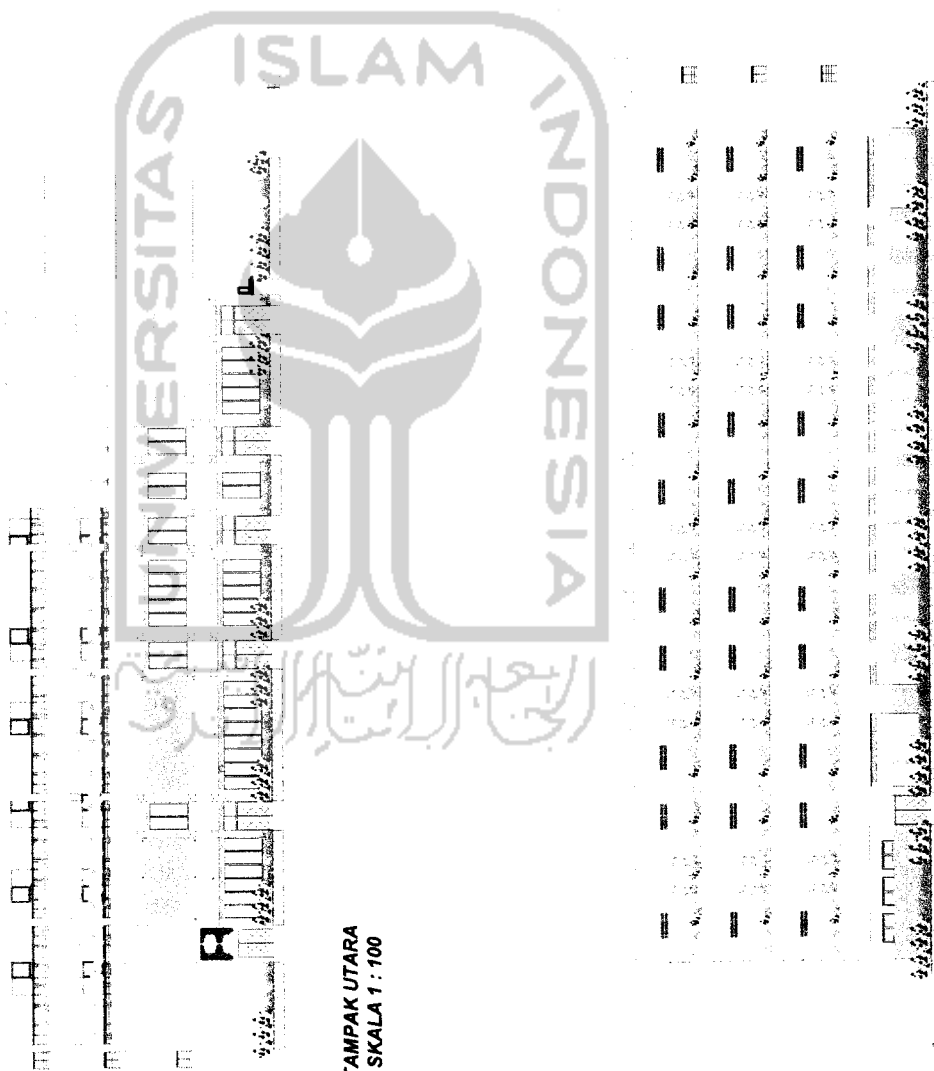 UNIVERSITAS
ISLAM
INDONESIA
TAMPAK UTARA
SKALA 1 : 100